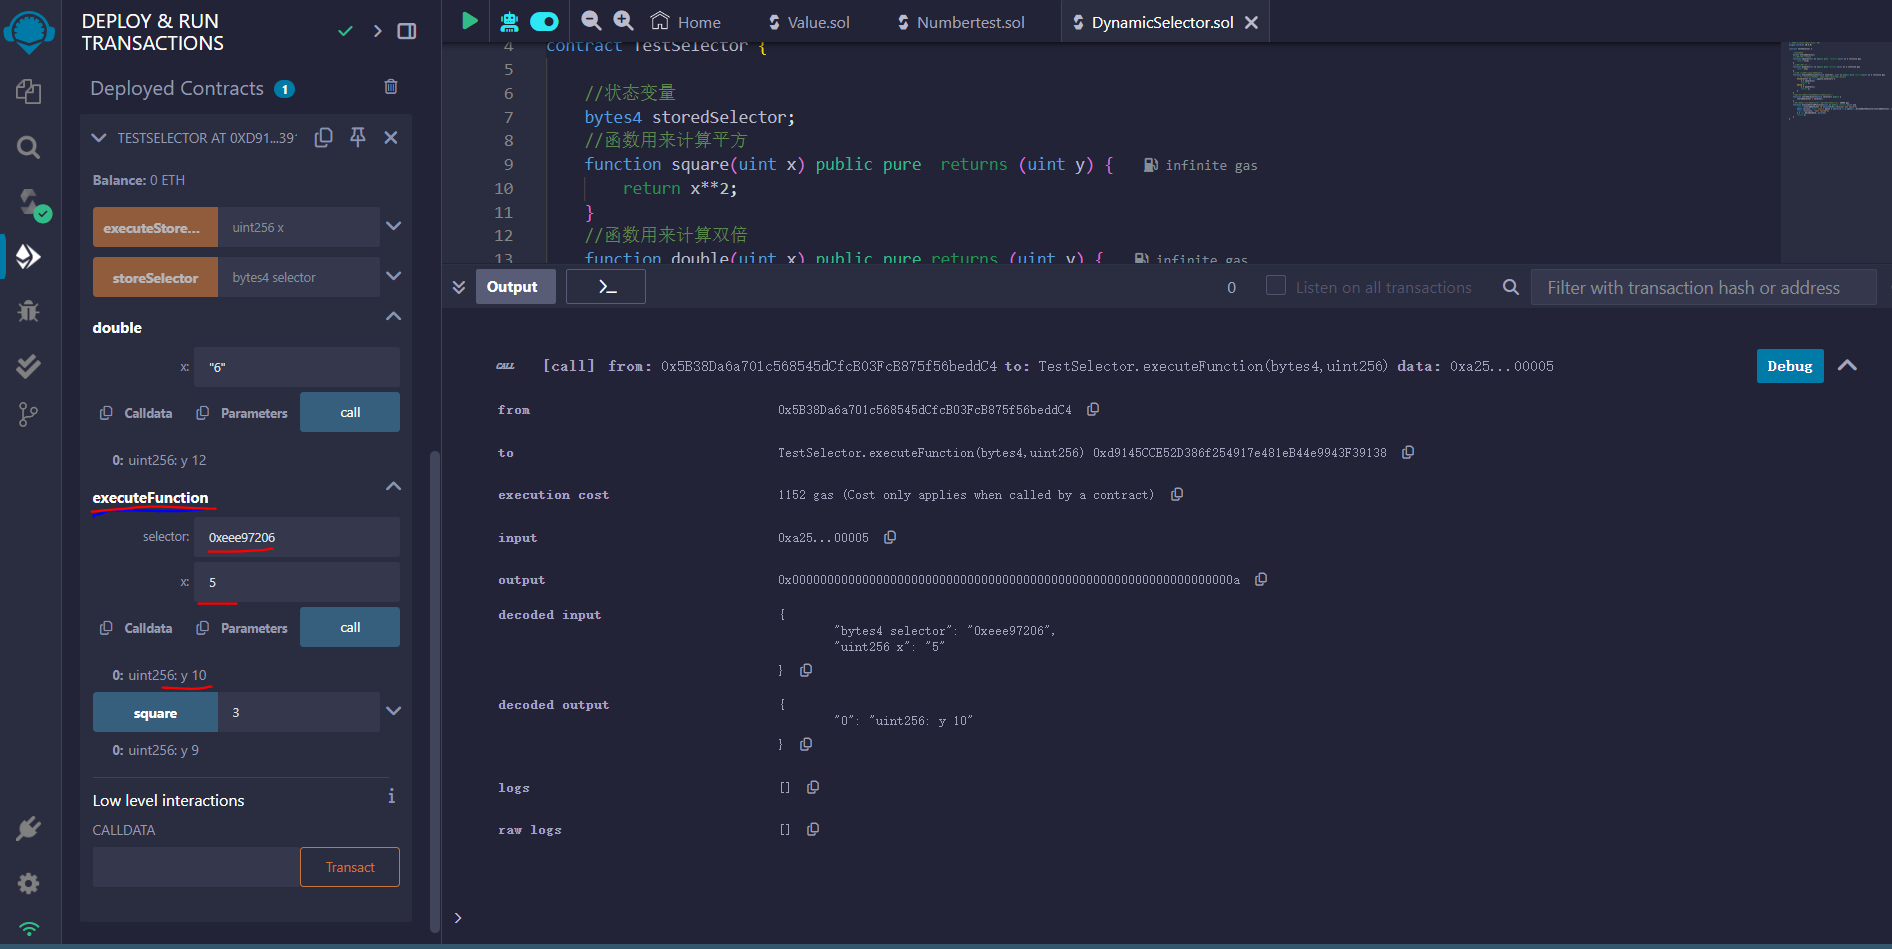 DEPLOY & RUN
TRANSACTIONS
Deployed Contracts 1
TESTSELECTOR AT 0XD91...391
Balance: 0 ETH
executeStore... uint256 x
storeSelector bytes4 selector
double
x: "6"
Calldata Parameters call
0: uint256: y 12
executeFunction
selector: 0xeee97206
x: 5
Calldata Parameters call
0: uint256: y 10
square 3
0: uint256: y 9
Low level interactions i
CALLDATA
Transact
Home Value.sol Numbertest.sol DynamicSelector.sol
4 contract TestSelector {
5
6 //状态变量
7 bytes4 storedSelector;
8 //函数用来计算平方
9 function square(uint x) public pure  returns (uint y) { infinite gas
10 return x**2;
11 }
12 //函数用来计算双倍
13 function double(uint x) public pure returns (uint y) { infinite gas
Output >_ 0 Listen on all transactions Filter with transaction hash or address
CALL [call] from: 0x5B38Da6a701c568545dCfcB03FcB875f56beddC4 to: TestSelector.executeFunction(bytes4,uint256) data: 0xa25...00005 Debug
from 0x5B38Da6a701c568545dCfcB03FcB875f56beddC4
to TestSelector.executeFunction(bytes4,uint256) 0xd9145CCE52D386f254917e481eB44e9943F39138
execution cost 1152 gas (Cost only applies when called by a contract)
input 0xa25...00005
output 0x000000000000000000000000000000000000000000000000000000000000000a
decoded input {
"bytes4 selector": "0xeee97206",
"uint256 x": "5"
}
decoded output {
"0": "uint256: y 10"
}
logs []
raw logs []
>